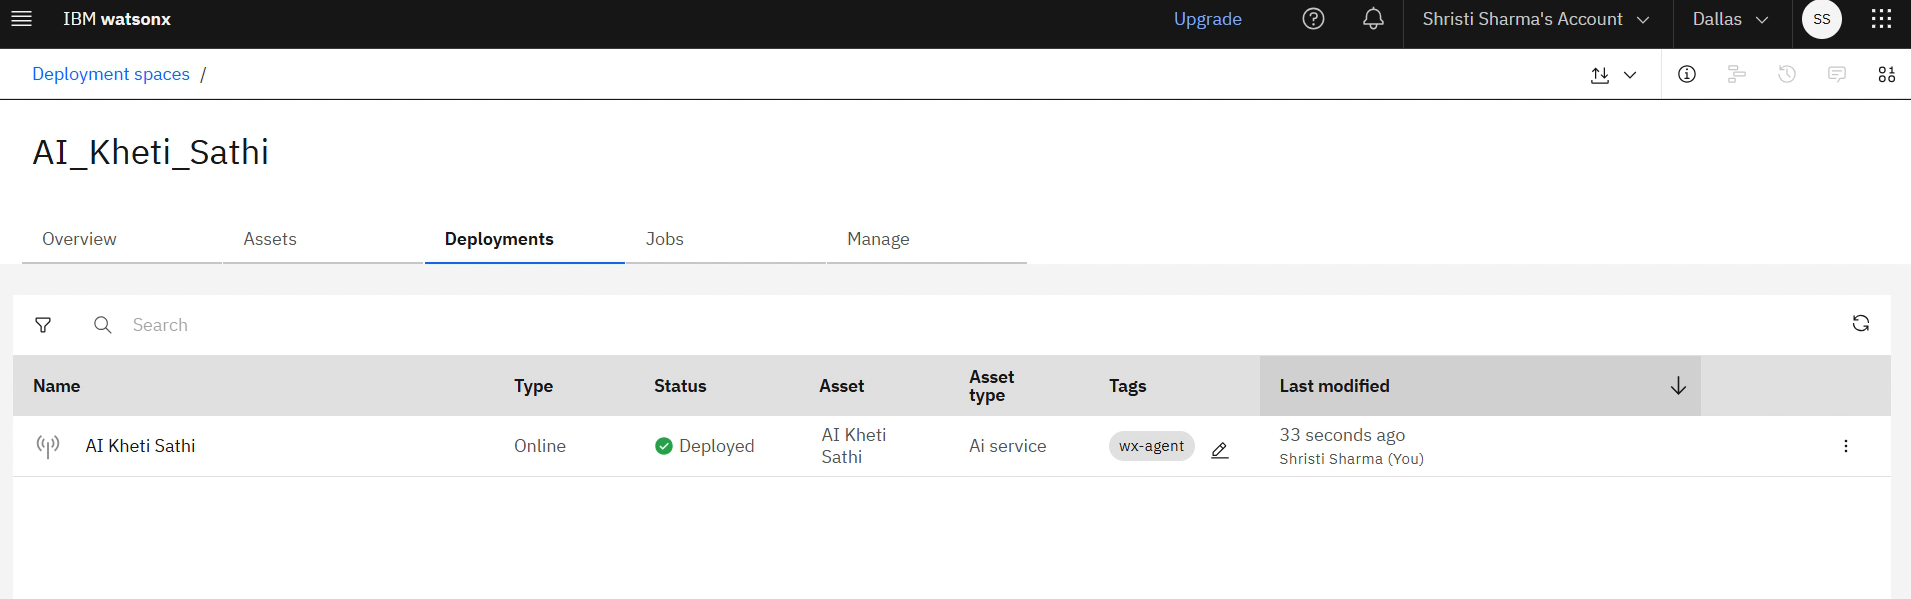 IBM watsonx
Upgrade
Shristi Sharma's Account
Dallas
SS
Deployment spaces /
AI_Kheti_Sathi
Overview
Assets
Deployments
Jobs
Manage
Search
Name
Type
Status
Asset
Asset
type
Tags
Last modified
AI Kheti Sathi
Online
Deployed
AI Kheti
Sathi
Ai service
wx-agent
33 seconds ago
Shristi Sharma (You)